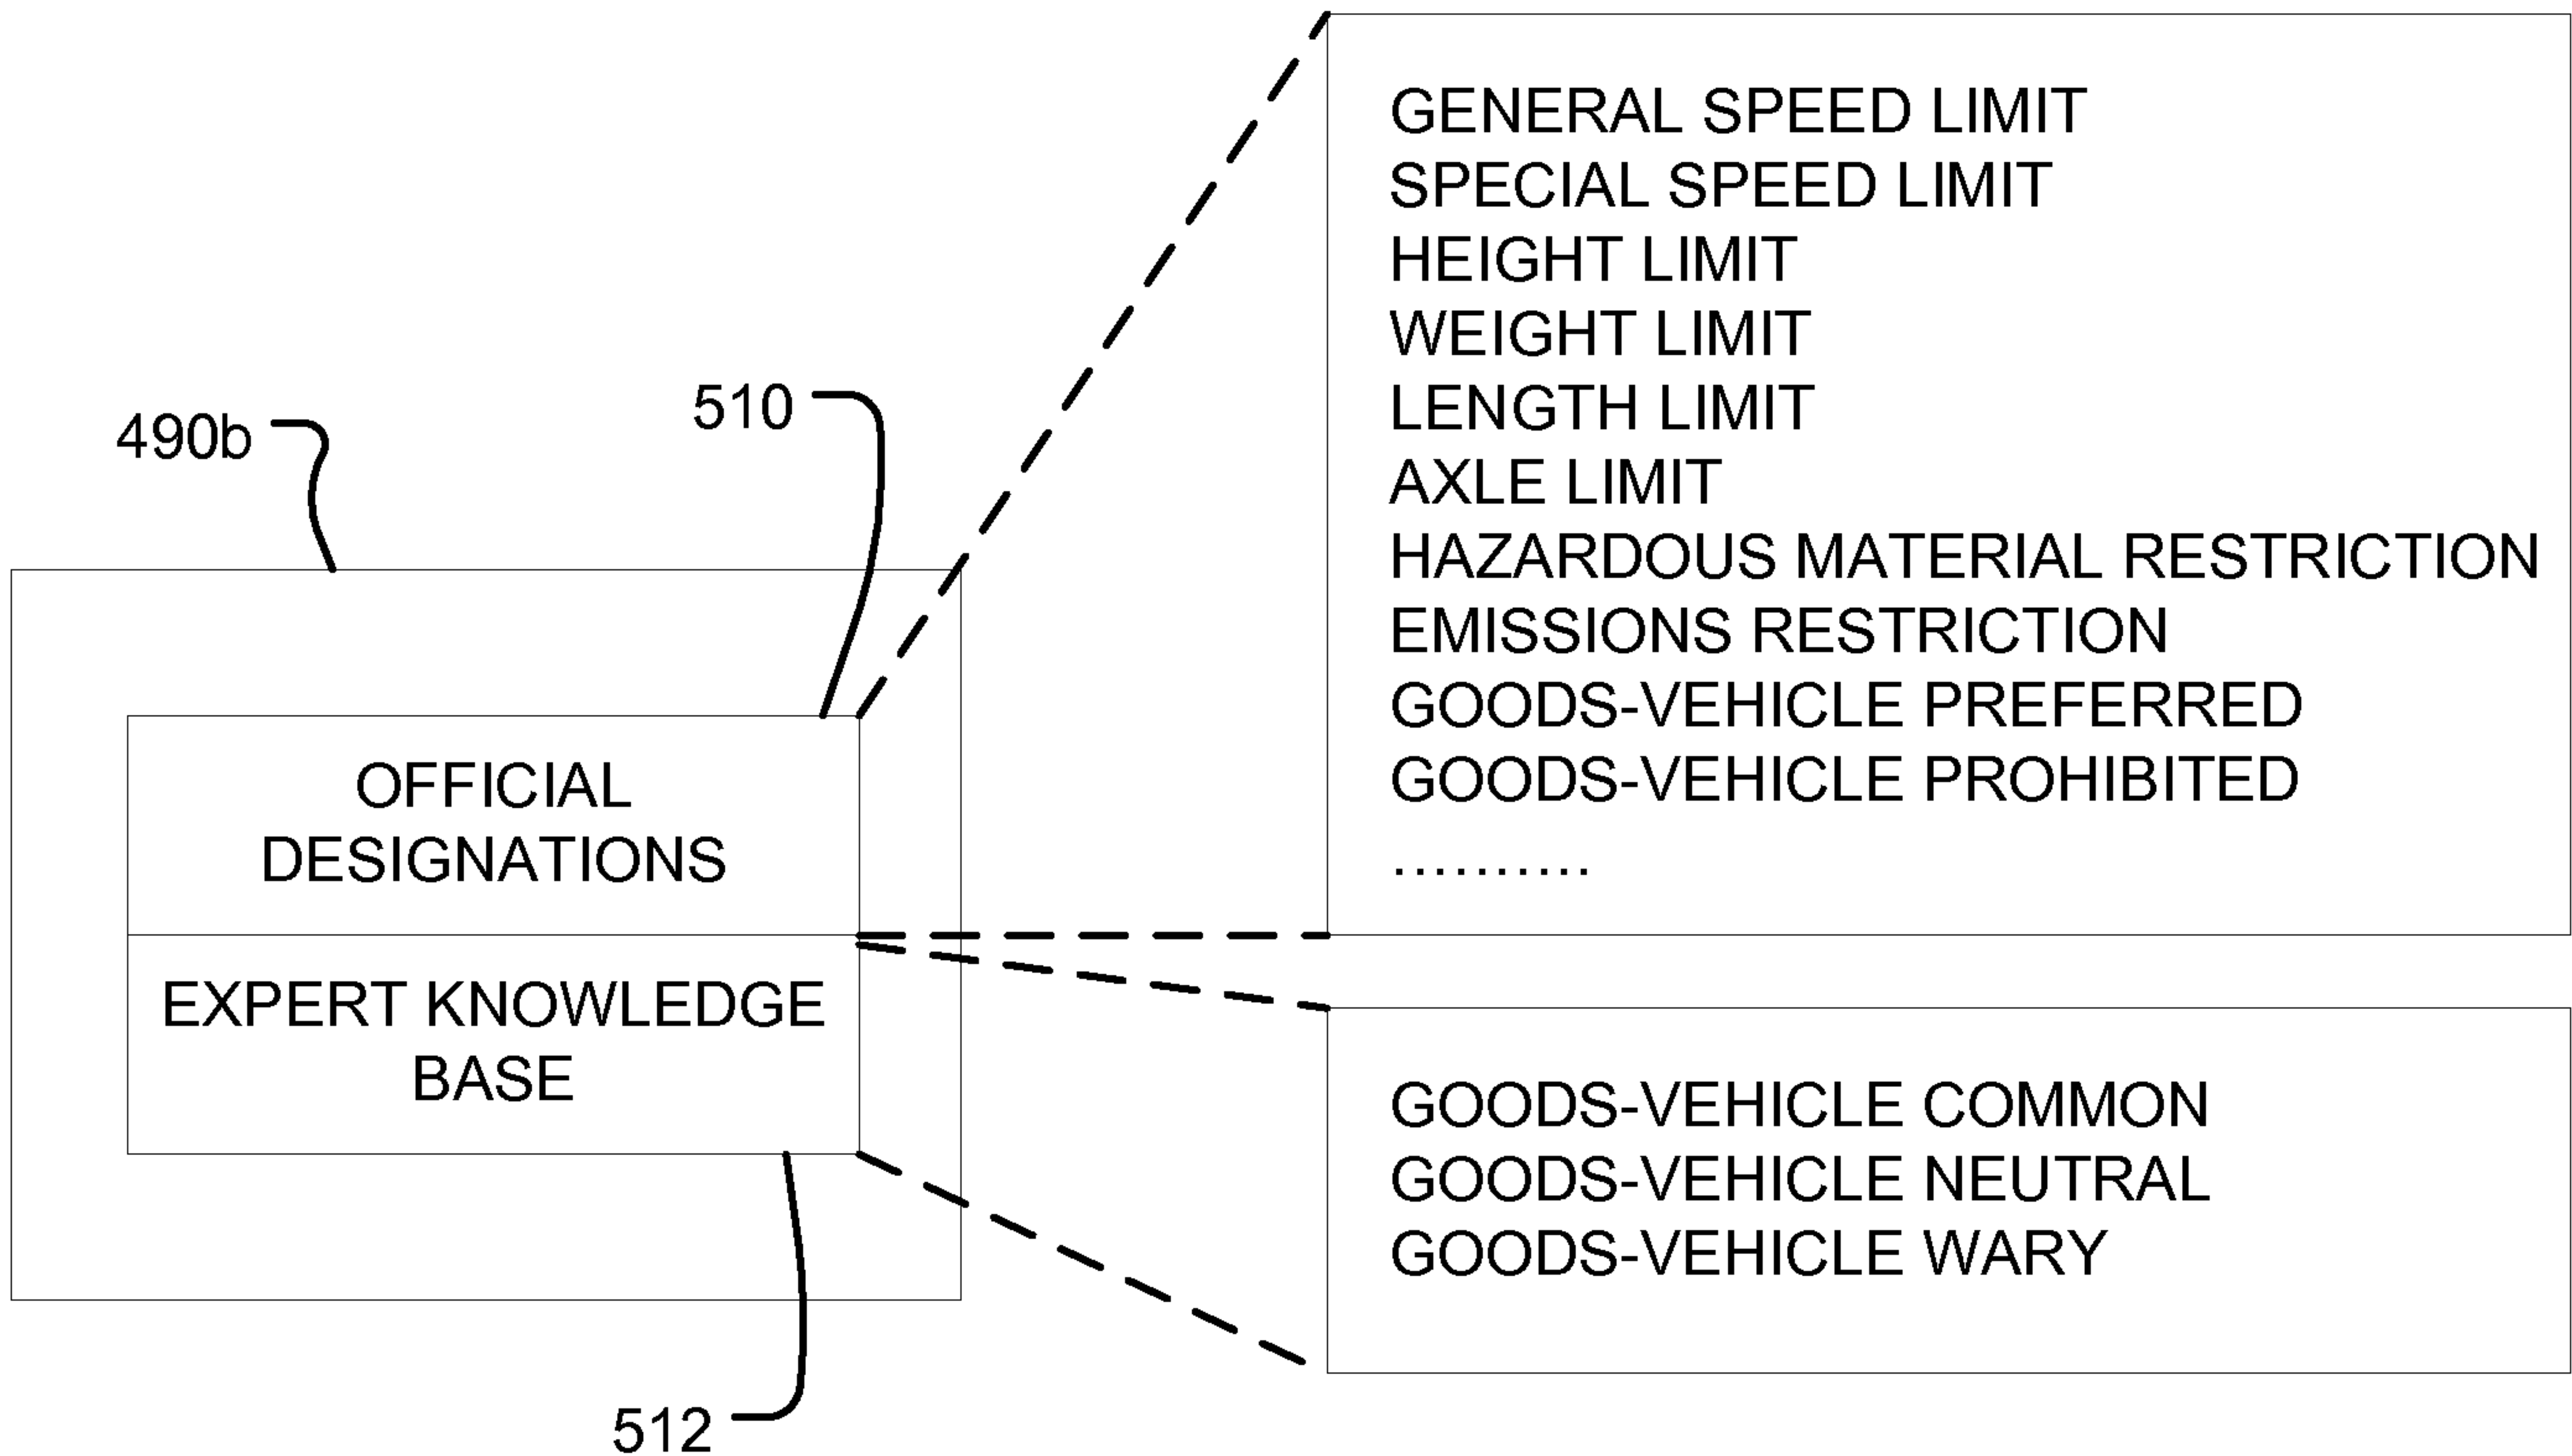 490b
510
OFFICIAL
DESIGNATIONS
EXPERT KNOWLEDGE
BASE
512
GENERAL SPEED LIMIT
SPECIAL SPEED LIMIT
HEIGHT LIMIT
WEIGHT LIMIT
LENGTH LIMIT
AXLE LIMIT
HAZARDOUS MATERIAL RESTRICTION
EMISSIONS RESTRICTION
GOODS-VEHICLE PREFERRED
GOODS-VEHICLE PROHIBITED
..........
GOODS-VEHICLE COMMON
GOODS-VEHICLE NEUTRAL
GOODS-VEHICLE WARY